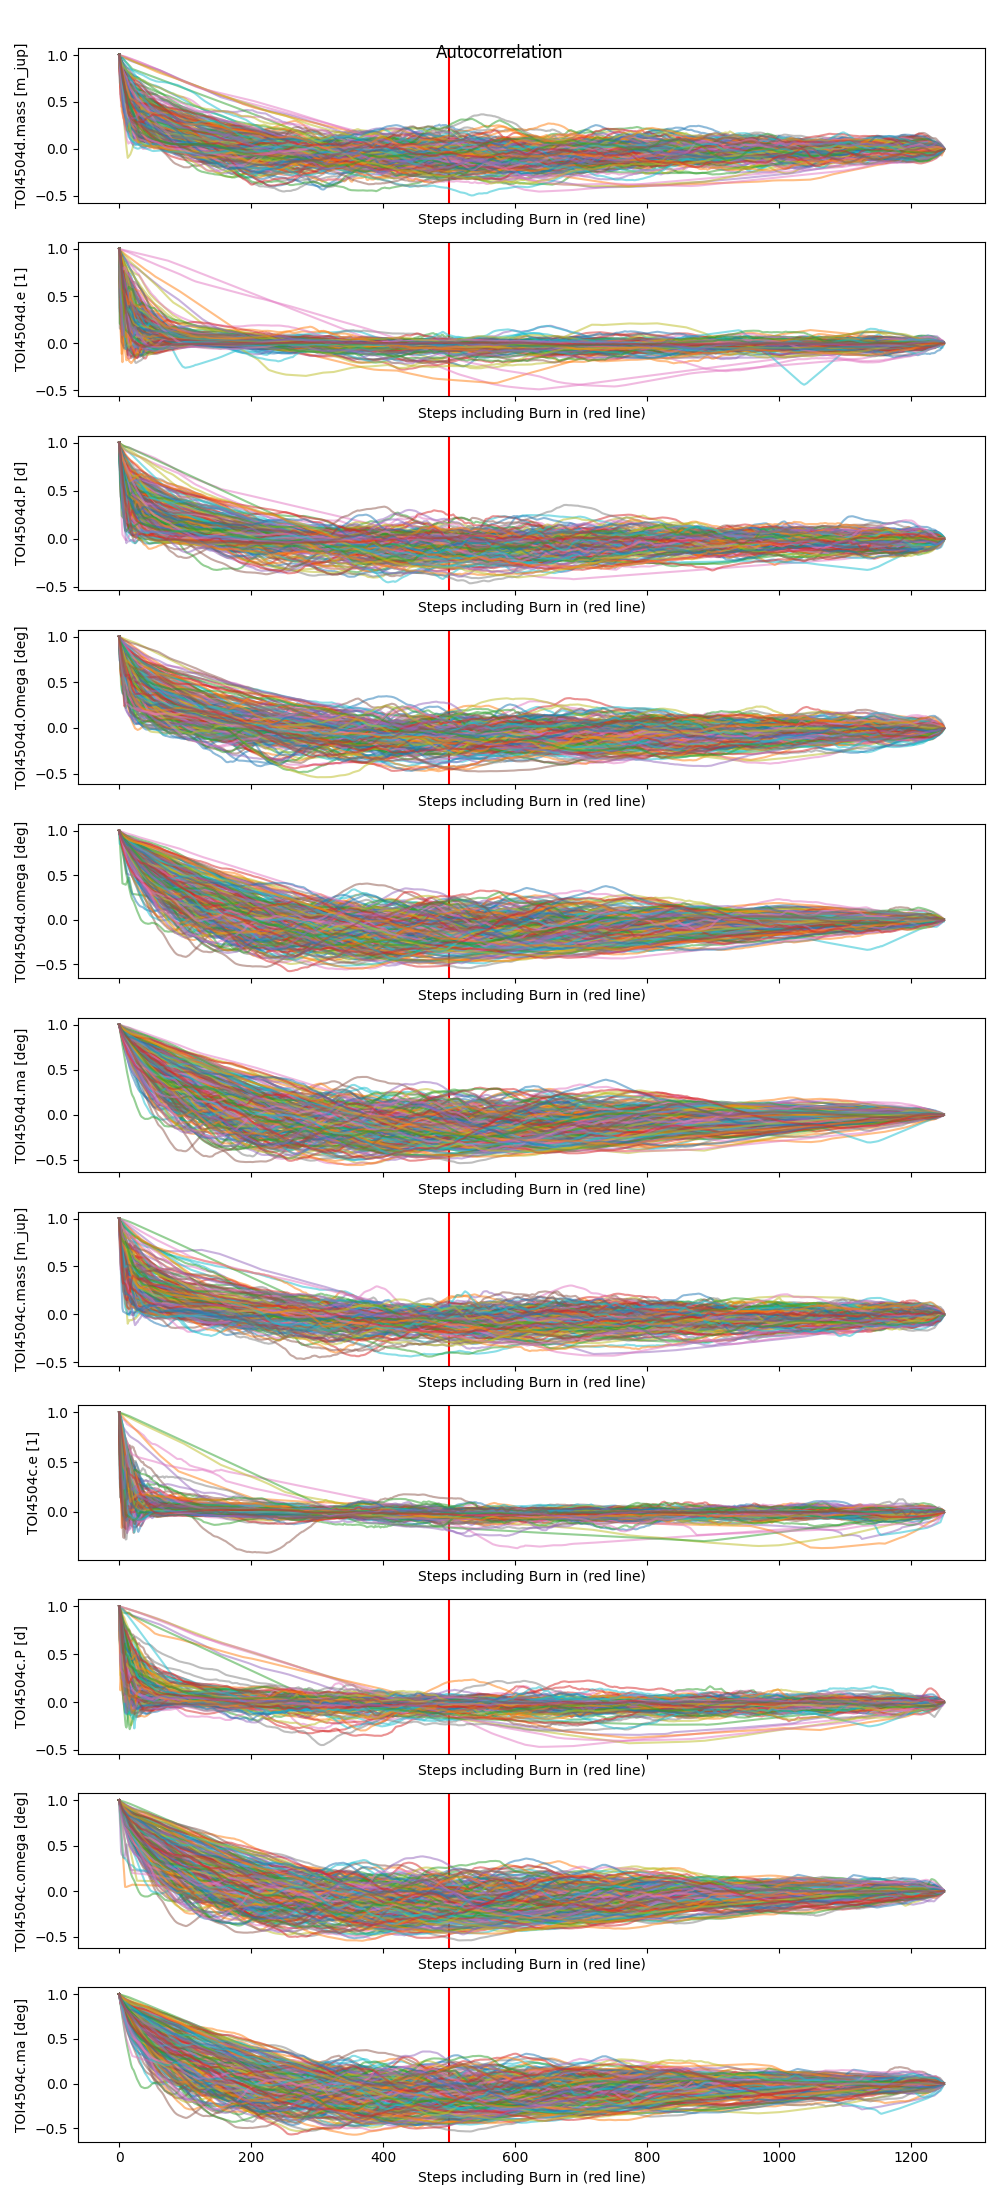 Autocorrelation
TOI4504d.mass [m_jup]
1.0
0.5
0.0
−0.5
Steps including Burn in (red line)
TOI4504d.e [1]
1.0
0.5
0.0
−0.5
Steps including Burn in (red line)
TOI4504d.P [d]
1.0
0.5
0.0
−0.5
Steps including Burn in (red line)
TOI4504d.Omega [deg]
1.0
0.5
0.0
−0.5
Steps including Burn in (red line)
TOI4504d.omega [deg]
1.0
0.5
0.0
−0.5
Steps including Burn in (red line)
TOI4504d.ma [deg]
1.0
0.5
0.0
−0.5
Steps including Burn in (red line)
TOI4504c.mass [m_jup]
1.0
0.5
0.0
−0.5
Steps including Burn in (red line)
TOI4504c.e [1]
1.0
0.5
0.0
Steps including Burn in (red line)
TOI4504c.P [d]
1.0
0.5
0.0
−0.5
Steps including Burn in (red line)
TOI4504c.omega [deg]
1.0
0.5
0.0
−0.5
Steps including Burn in (red line)
TOI4504c.ma [deg]
1.0
0.5
0.0
−0.5
0 200 400 600 800 1000 1200
Steps including Burn in (red line)